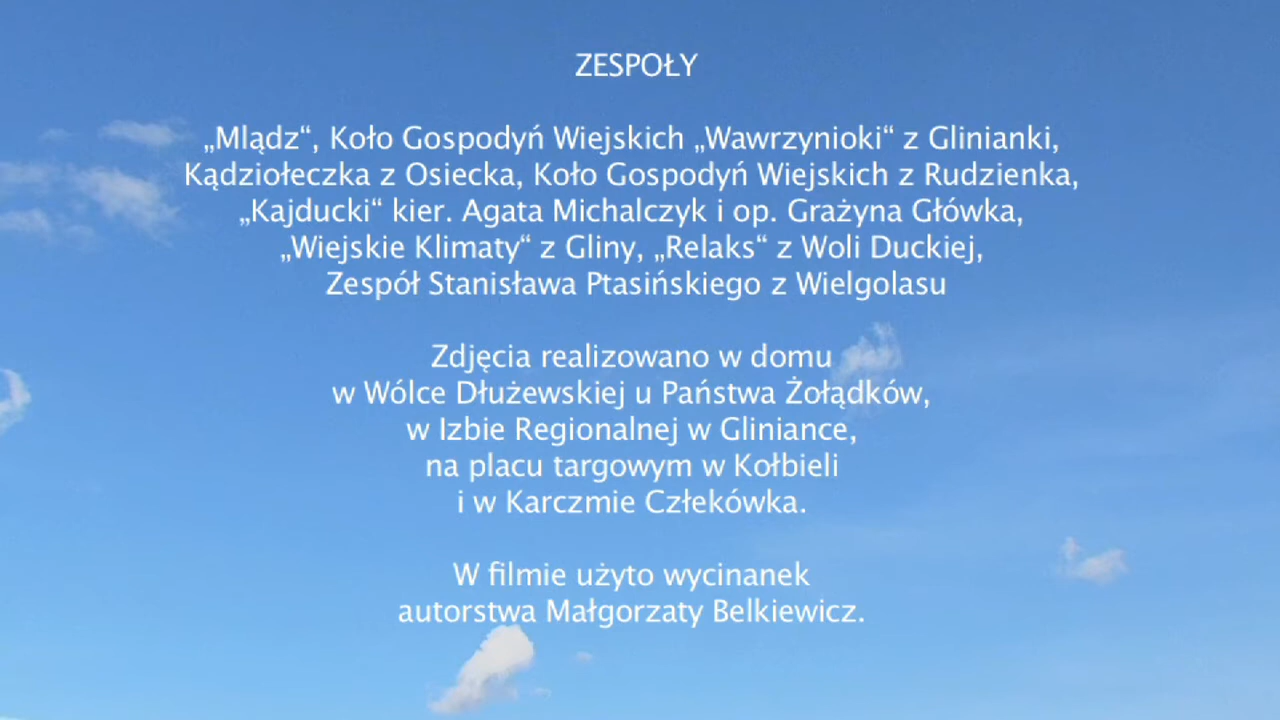 ZESPOŁY
„Mlądz“, Koło Gospodyń Wiejskich „Wawrzynioki“ z Glinianki,
Kądziołeczka z Osiecka, Koło Gospodyń Wiejskich z Rudzienka,
„Kajducki“ kier. Agata Michalczyk i op. Grażyna Główka,
„Wiejskie Klimaty“ z Gliny, „Relaks“ z Woli Duckiej,
Zespół Stanisława Ptasińskiego z Wielgolasu
Zdjęcia realizowano w domu
w Wólce Dłużewskiej u Państwa Żołądków,
w Izbie Regionalnej w Gliniance,
na placu targowym w Kołbieli
i w Karczmie Człekówka.
W filmie użyto wycinanek
autorstwa Małgorzaty Belkiewicz.